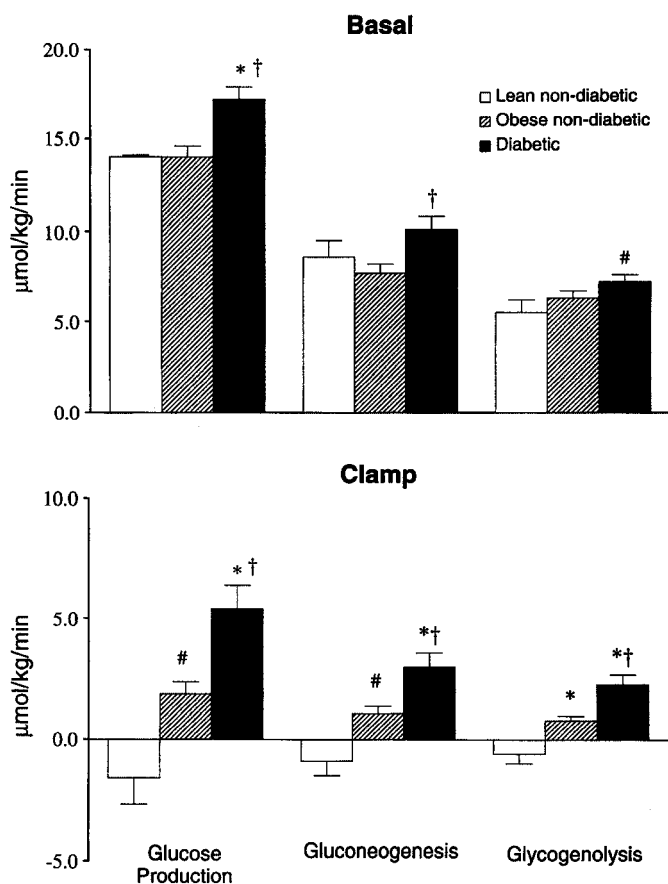 Basal
20.0
* †
Lean non-diabetic
Obese non-diabetic
Diabetic
15.0
†
10.0
#
5.0
0.0
μmol/kg/min
Clamp
10.0
* †
5.0
*†
*†
#
#
*
0.0
-5.0
μmol/kg/min
Glucose
Production
Gluconeogenesis
Glycogenolysis